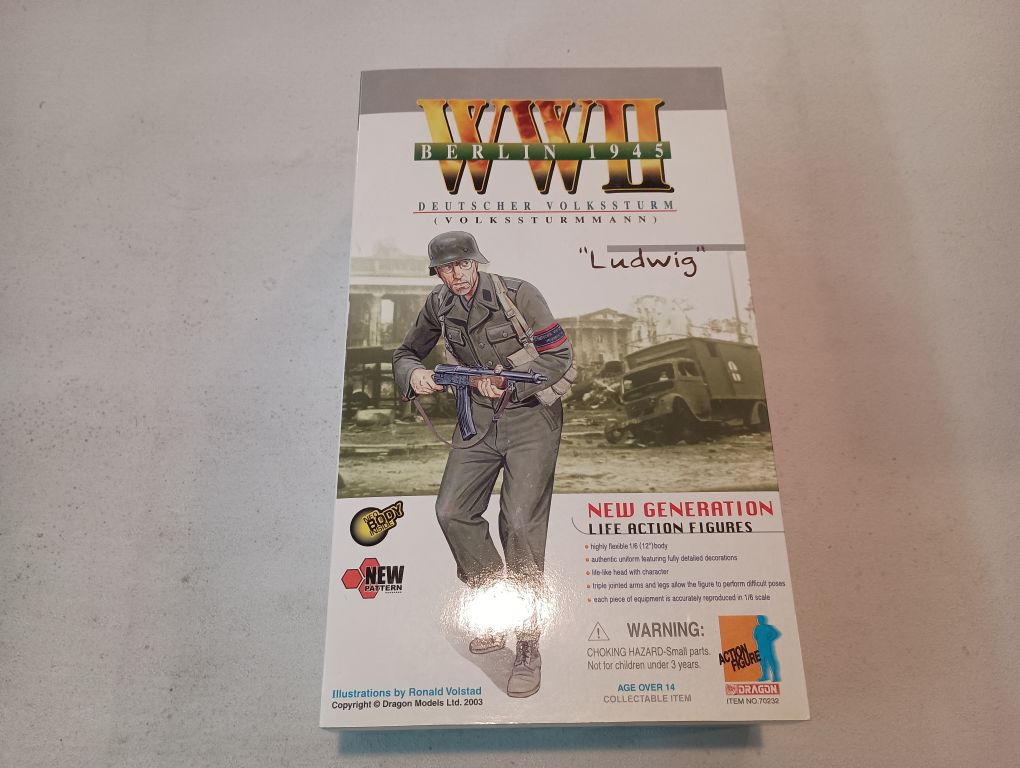 WWII
BERLIN 1945
DEUTSCHER VOLKSSTURM
(VOLKSSTURMMANN)
"Ludwig"
NEO
BODY
INSIDE
NEW
PATTERN
NEW GENERATION
LIFE ACTION FIGURES
highly flexible 1/6 (12")body
authentic uniform featuring fully detailed decorations
life-like head with character
triple jointed arms and legs allow the figure to perform difficult poses
each piece of equipment is accurately reproduced in 1/6 scale
WARNING:
CHOKING HAZARD-Small parts.
Not for children under 3 years.
AGE OVER 14
COLLECTABLE ITEM
ACTION
FIGURE
DRAGON
ITEM NO.70232
Illustrations by Ronald Volstad
Copyright © Dragon Models Ltd. 2003